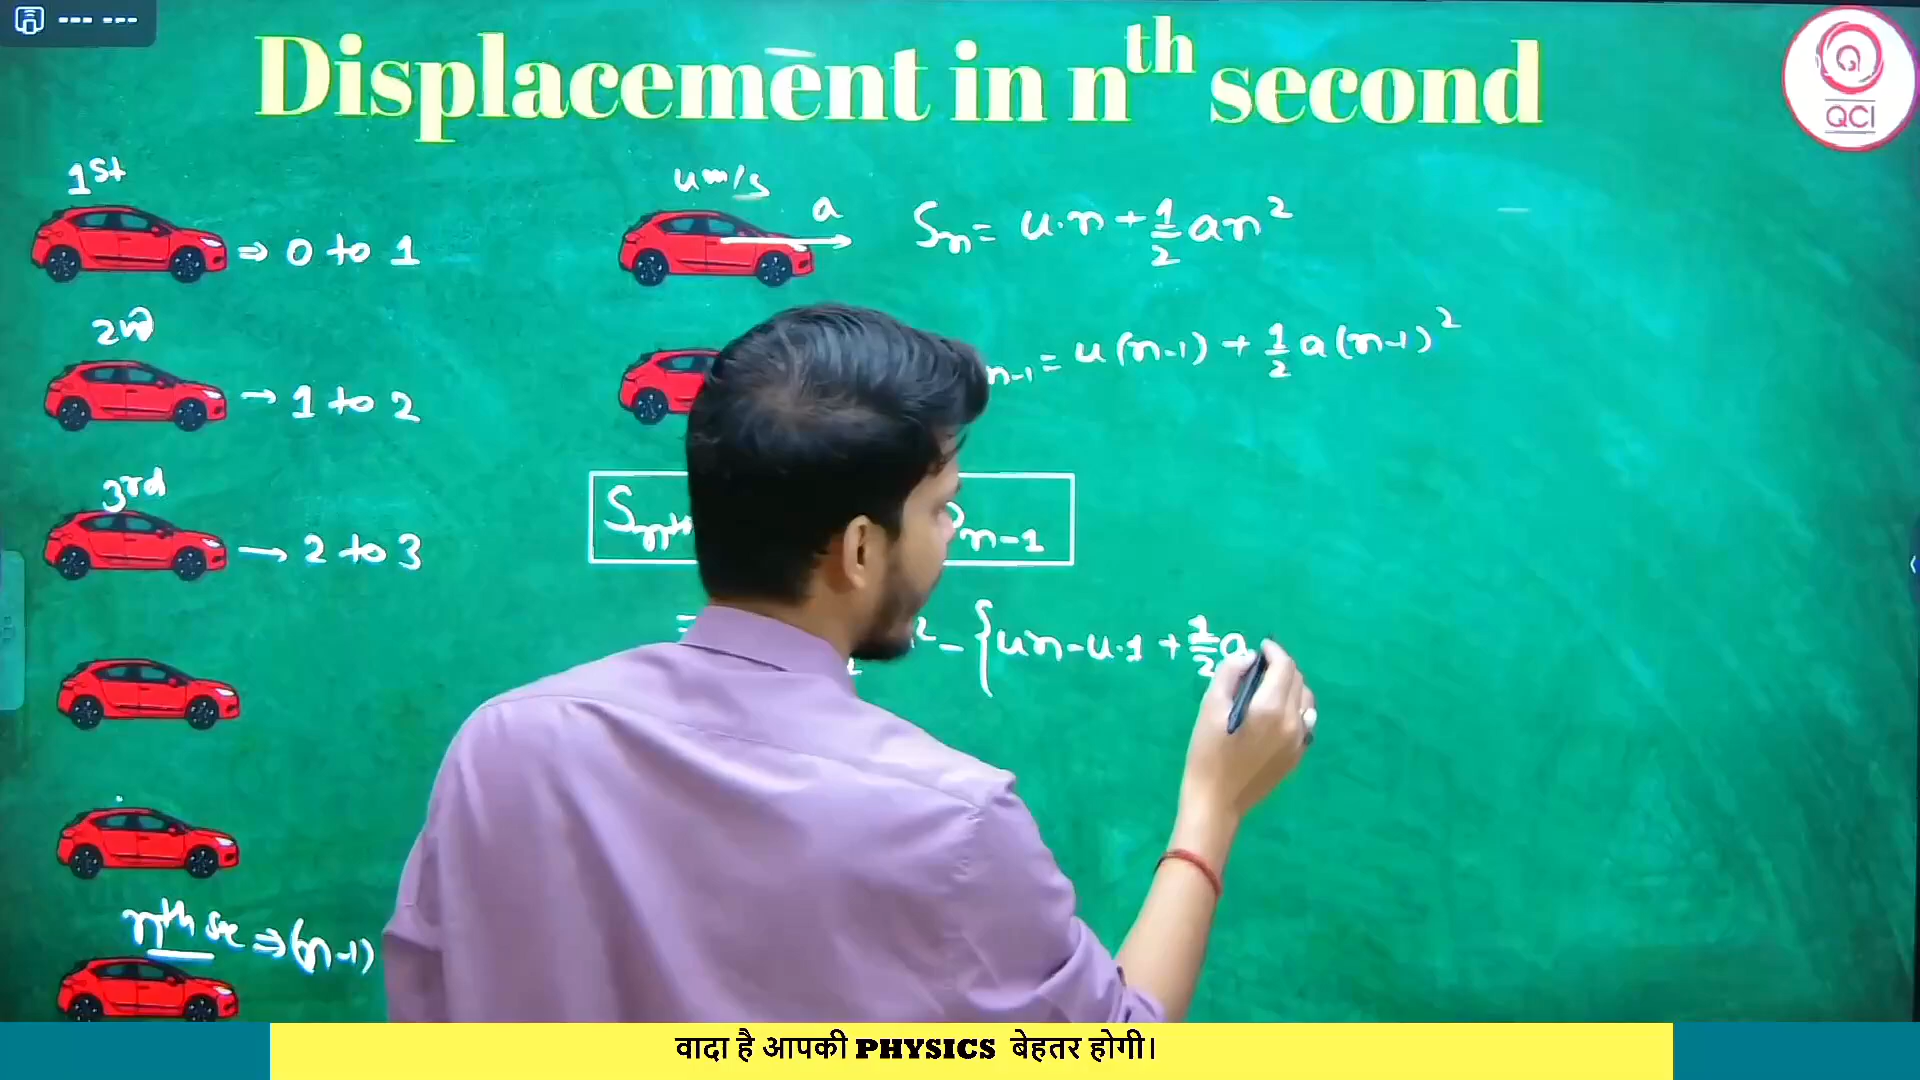 Displacement in nth second
QCI
1st
⇒ 0 to 1
2nd
→ 1 to 2
3rd
→ 2 to 3
nth sec ⇒ (n-1)
u m/s
a
Sn = u.n + 1/2 an²
n-1 = u(n-1) + 1/2 a(n-1)²
Snth
n-1
= ² - {un-u.1 + 1/2 a
वादा है आपकी PHYSICS बेहतर होगी।